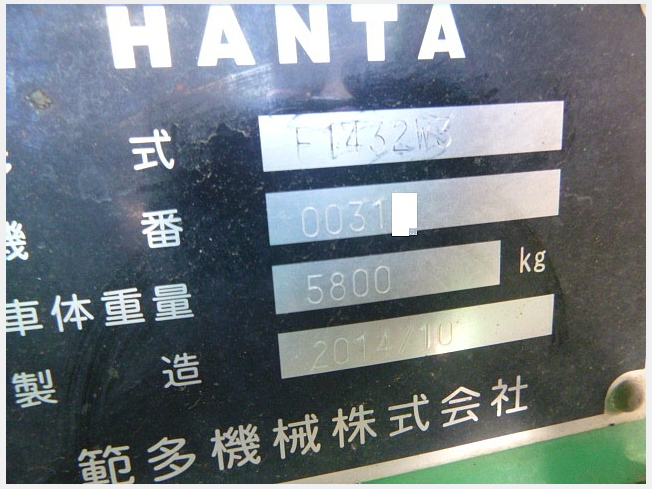 HANTA
式 F1432W3
機番 0031
車体重量 5800 kg
製造 2014/10
範多機械株式会社